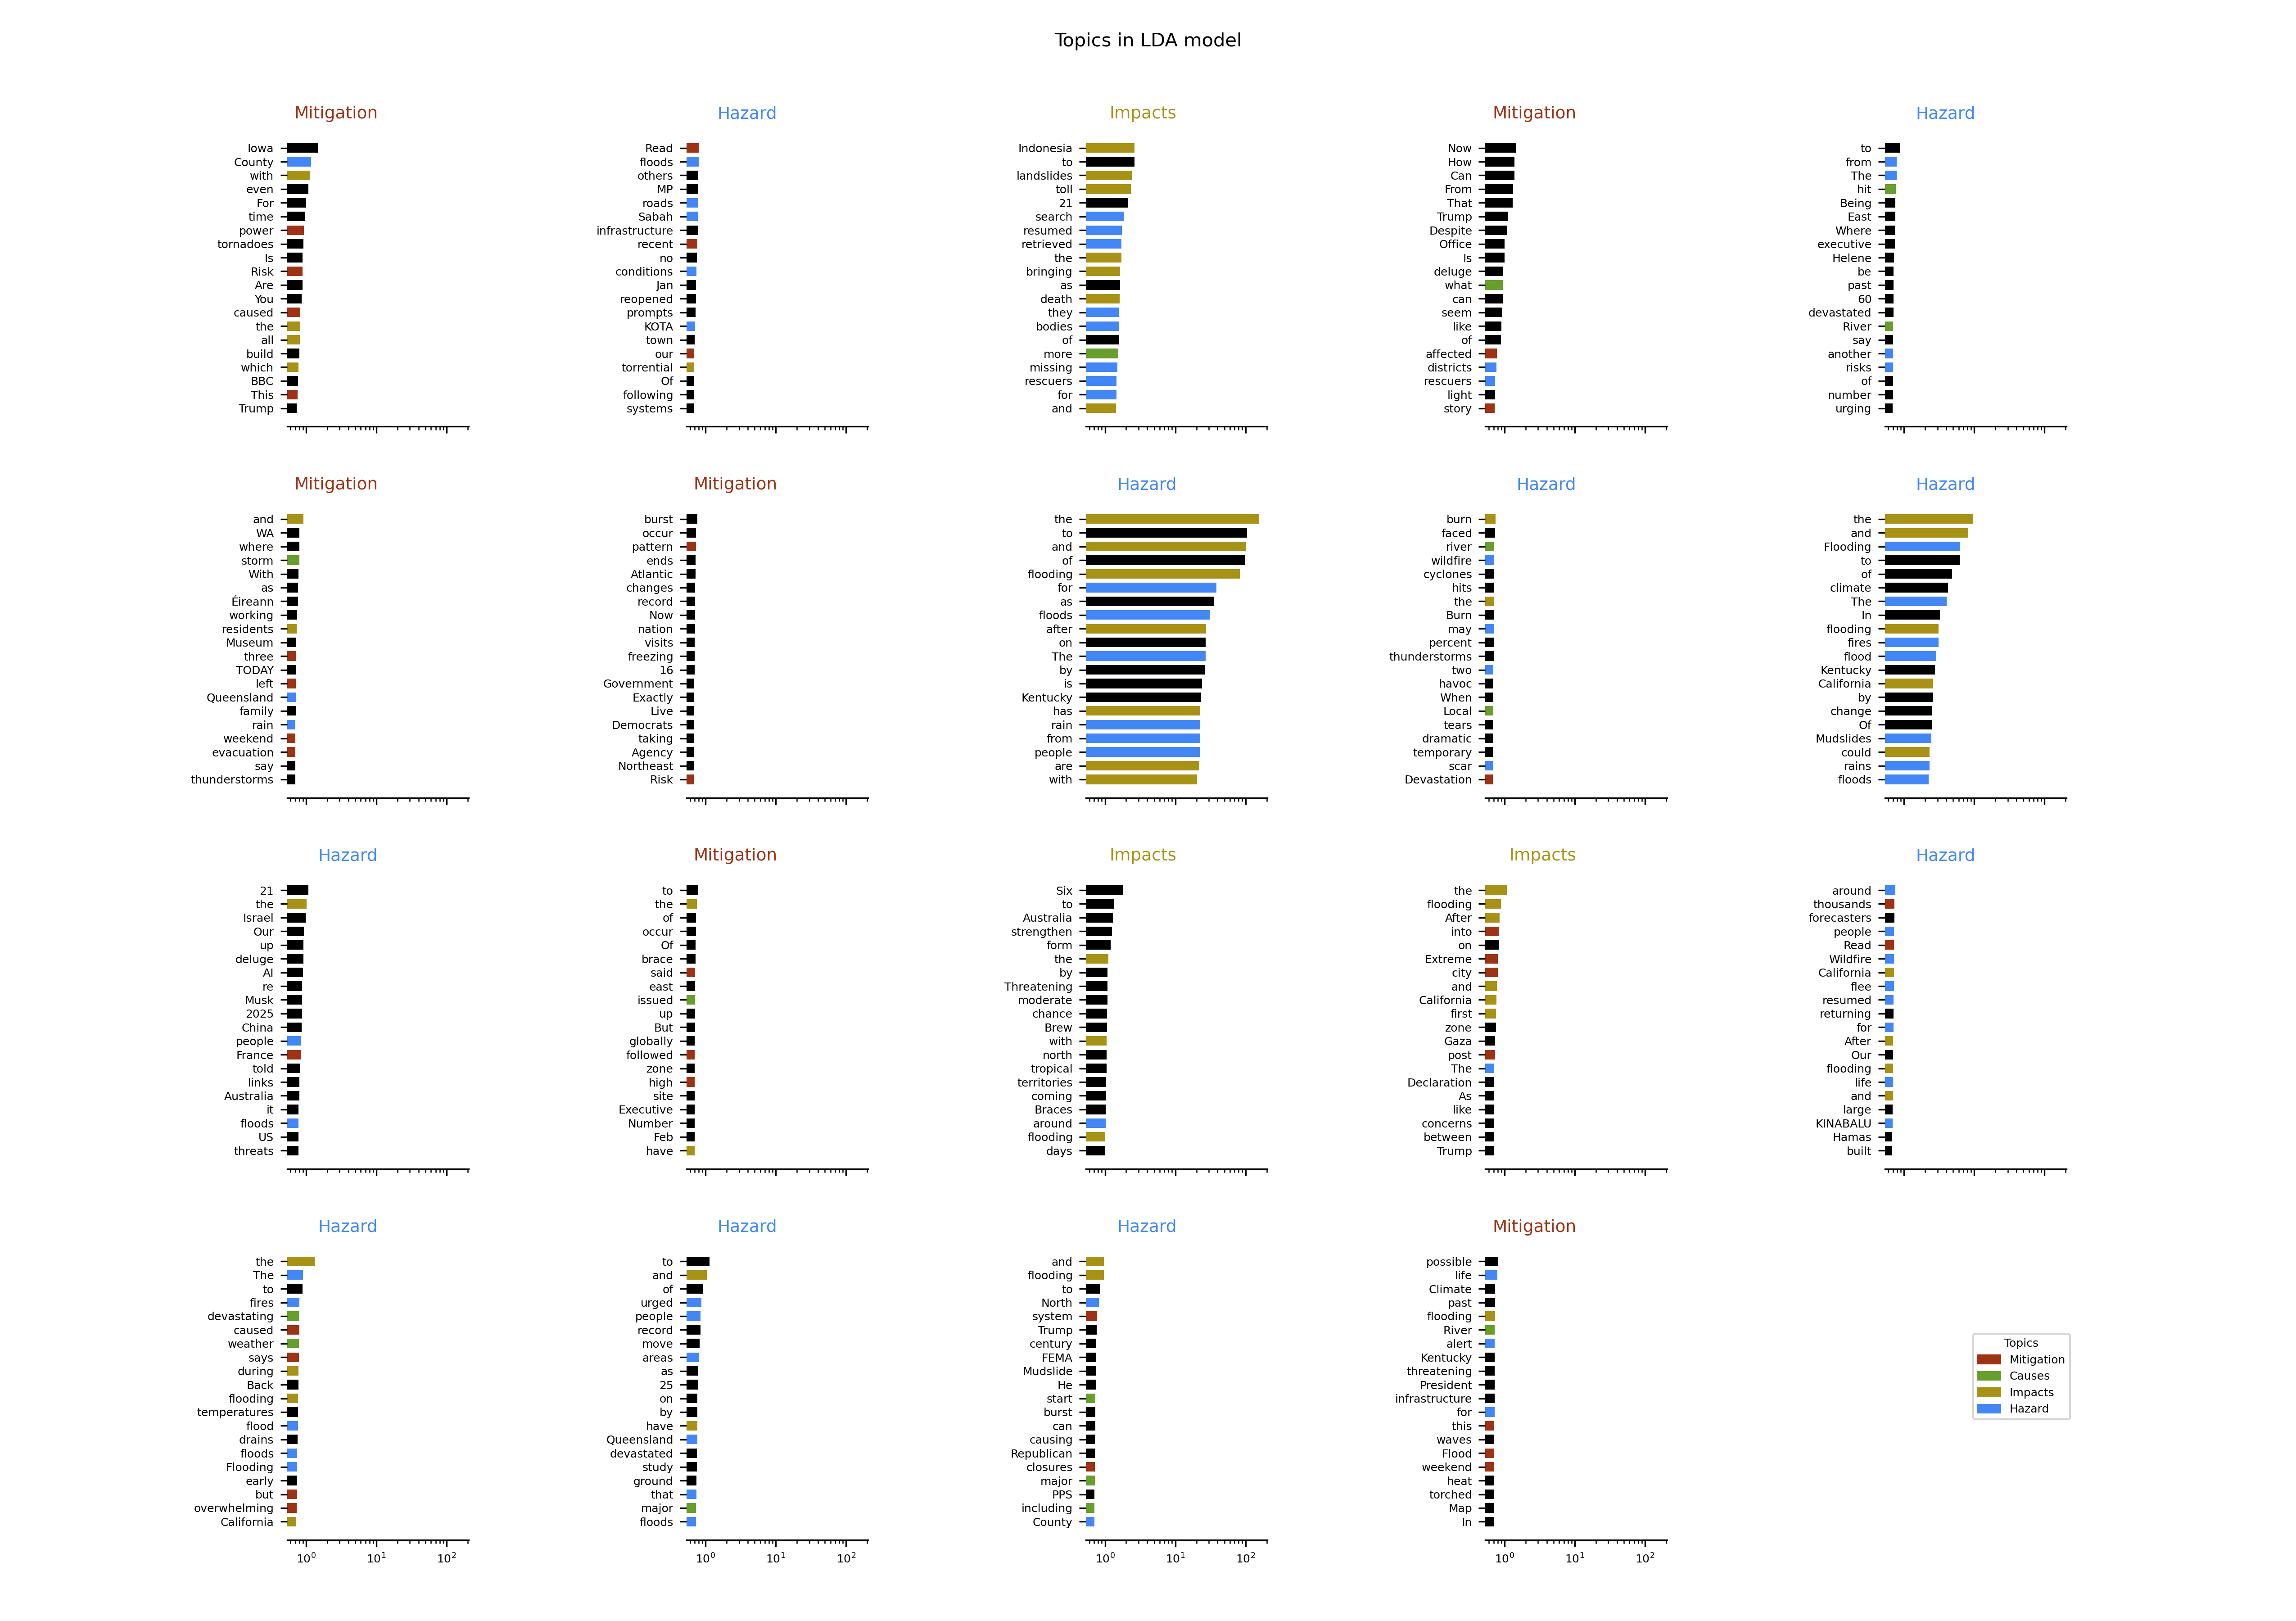 Topics in LDA model
Mitigation
Iowa
County
with
even
For
time
power
tornadoes
Is
Risk
Are
You
caused
the
all
build
which
BBC
This
Trump
Hazard
Read
floods
others
MP
roads
Sabah
infrastructure
recent
no
conditions
Jan
reopened
prompts
KOTA
town
our
torrential
Of
following
systems
Impacts
Indonesia
to
landslides
toll
21
search
resumed
retrieved
the
bringing
as
death
they
bodies
of
more
missing
rescuers
for
and
Mitigation
Now
How
Can
From
That
Trump
Despite
Office
Is
deluge
what
can
seem
like
of
affected
districts
rescuers
light
story
Hazard
to
from
The
hit
Being
East
Where
executive
Helene
be
past
60
devastated
River
say
another
risks
of
number
urging
Mitigation
and
WA
where
storm
With
as
Éireann
working
residents
Museum
three
TODAY
left
Queensland
family
rain
weekend
evacuation
say
thunderstorms
Mitigation
burst
occur
pattern
ends
Atlantic
changes
record
Now
nation
visits
freezing
16
Government
Exactly
Live
Democrats
taking
Agency
Northeast
Risk
Hazard
the
to
and
of
flooding
for
as
floods
after
on
The
by
is
Kentucky
has
rain
from
people
are
with
Hazard
burn
faced
river
wildfire
cyclones
hits
the
Burn
may
percent
thunderstorms
two
havoc
When
Local
tears
dramatic
temporary
scar
Devastation
Hazard
the
and
Flooding
to
of
climate
The
In
flooding
fires
flood
Kentucky
California
by
change
Of
Mudslides
could
rains
floods
Hazard
21
the
Israel
Our
up
deluge
AI
re
Musk
2025
China
people
France
told
links
Australia
it
floods
US
threats
Mitigation
to
the
of
occur
Of
brace
said
east
issued
up
But
globally
followed
zone
high
site
Executive
Number
Feb
have
Impacts
Six
to
Australia
strengthen
form
the
by
Threatening
moderate
chance
Brew
with
north
tropical
territories
coming
Braces
around
flooding
days
Impacts
the
flooding
After
into
on
Extreme
city
and
California
first
zone
Gaza
post
The
Declaration
As
like
concerns
between
Trump
Hazard
around
thousands
forecasters
people
Read
Wildfire
California
flee
resumed
returning
for
After
Our
flooding
life
and
large
KINABALU
Hamas
built
Hazard
the
The
to
fires
devastating
caused
weather
says
during
Back
flooding
temperatures
flood
drains
floods
Flooding
early
but
overwhelming
California
10⁰ 10¹ 10²
Hazard
to
and
of
urged
people
record
move
areas
as
25
on
by
have
Queensland
devastated
study
ground
that
major
floods
10⁰ 10¹ 10²
Hazard
and
flooding
to
North
system
Trump
century
FEMA
Mudslide
He
start
burst
can
causing
Republican
closures
major
PPS
including
County
10⁰ 10¹ 10²
Mitigation
possible
life
Climate
past
flooding
River
alert
Kentucky
threatening
President
infrastructure
for
this
waves
Flood
weekend
heat
torched
Map
In
10⁰ 10¹ 10²
Topics
Mitigation
Causes
Impacts
Hazard